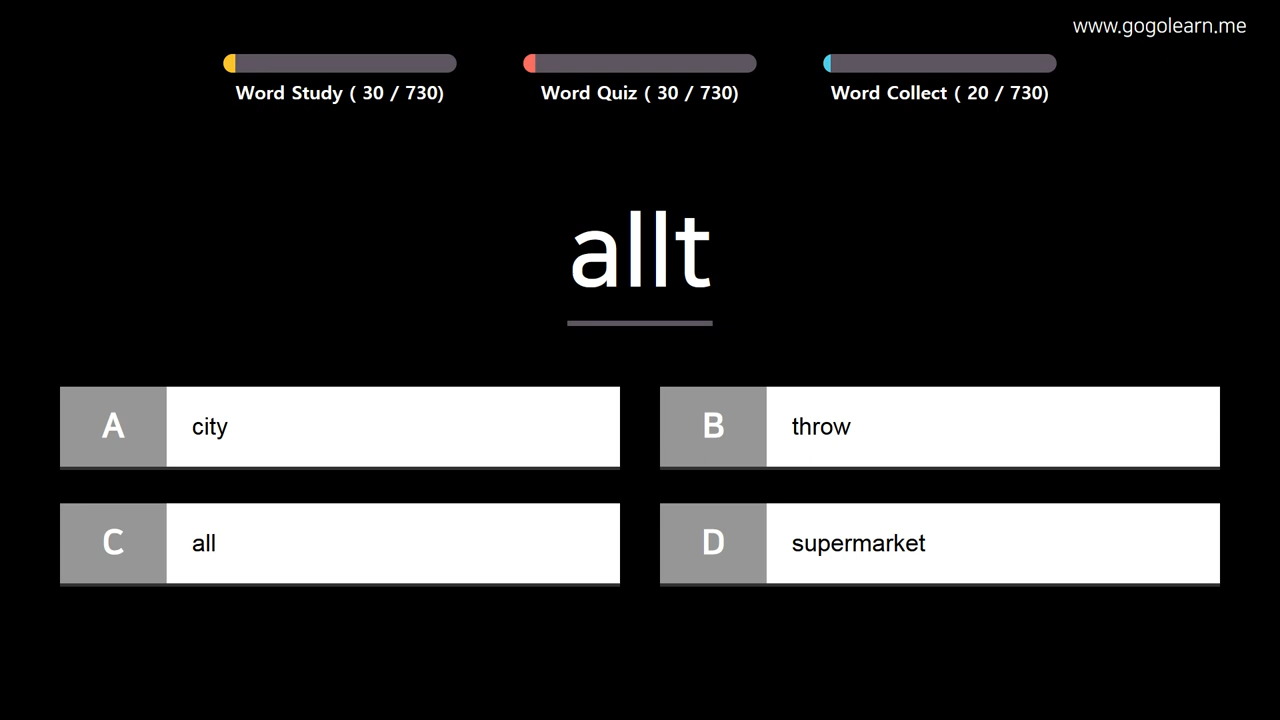 www.gogolearn.me
Word Study ( 30 / 730)
Word Quiz ( 30 / 730)
Word Collect ( 20 / 730)
allt
A city
B throw
C all
D supermarket